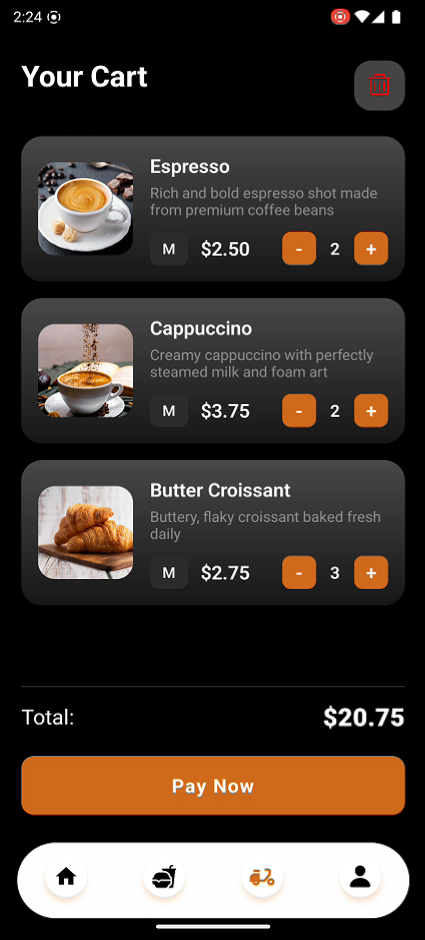 2:24
Your Cart
Espresso
Rich and bold espresso shot made
from premium coffee beans
M $2.50 - 2 +
Cappuccino
Creamy cappuccino with perfectly
steamed milk and foam art
M $3.75 - 2 +
Butter Croissant
Buttery, flaky croissant baked fresh
daily
M $2.75 - 3 +
Total: $20.75
Pay Now